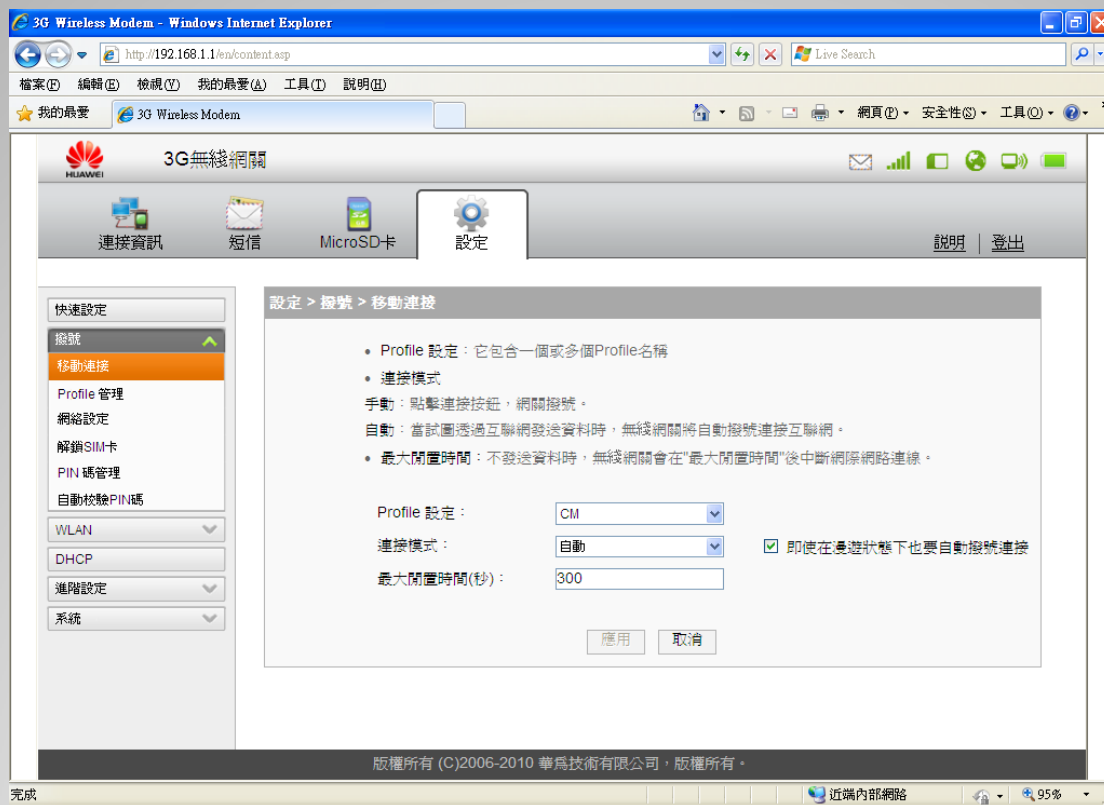 3G Wireless Modem - Windows Internet Explorer
http://192.168.1.1/en/content.asp
Live Search
檔案(F) 編輯(E) 檢視(V) 我的最愛(A) 工具(T) 說明(H)
我的最愛 3G Wireless Modem 網頁(P) 安全性(S) 工具(O)
HUAWEI
3G無綫網關
連接資訊 短信 MicroSD卡 設定
説明 | 登出
快速設定
撥號
移動連接
Profile 管理
網絡設定
解鎖SIM卡
PIN 碼管理
自動校驗PIN碼
WLAN
DHCP
進階設定
系統
設定 > 撥號 > 移動連接
• Profile 設定：它包含一個或多個Profile名稱
• 連接模式
手動：點擊連接按鈕，網關撥號。
自動：當試圖透過互聯網發送資料時，無綫網關將自動撥號連接互聯網。
• 最大閒置時間：不發送資料時，無綫網關會在"最大閒置時間"後中斷網際網路連線。
Profile 設定： CM
連接模式： 自動 即使在漫遊狀態下也要自動撥號連接
最大閒置時間(秒)： 300
應用 取消
版權所有 (C)2006-2010 華爲技術有限公司，版權所有。
完成 近端內部網路 95%